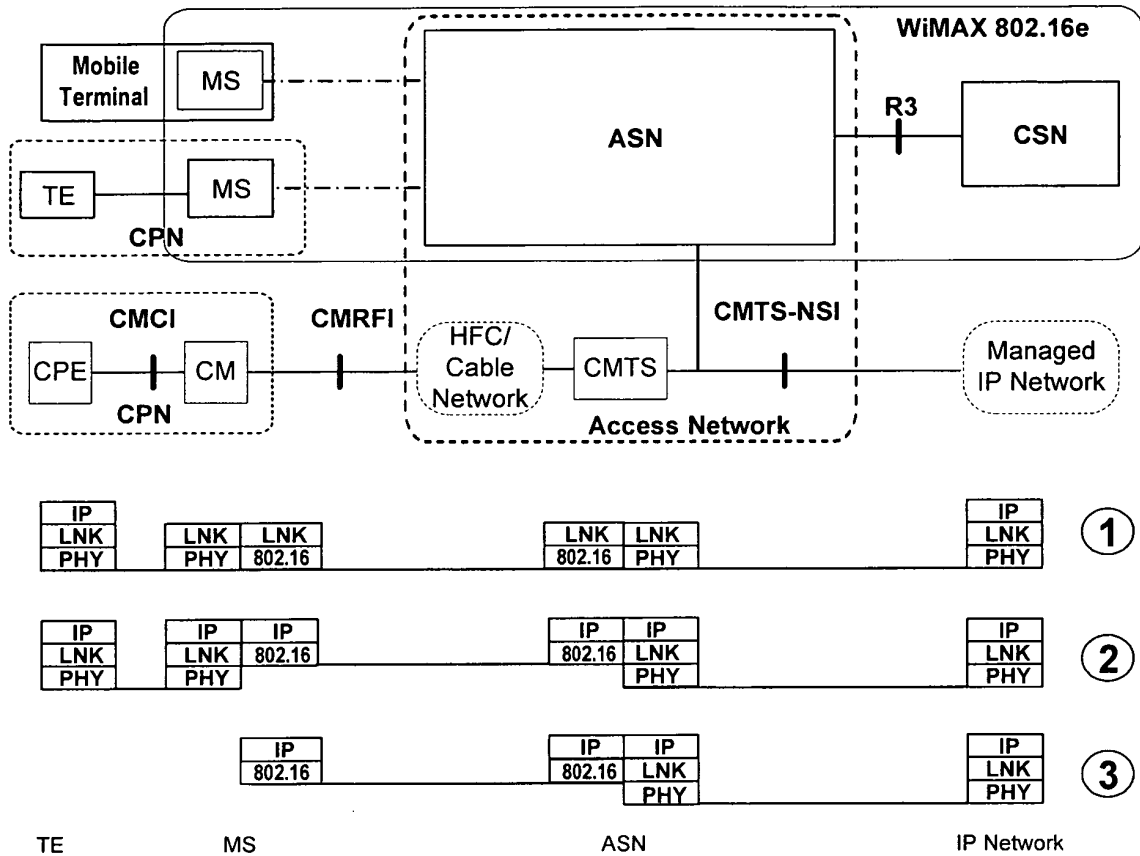 WiMAX 802.16e
Mobile
Terminal
MS
ASN
R3
CSN
TE
MS
CPN
CMCI
CMRFI
CMTS-NSI
CPE
CM
CPN
HFC/
Cable
Network
CMTS
Managed
IP Network
Access Network
IP
LNK
PHY
LNK LNK
PHY 802.16
LNK LNK
802.16 PHY
IP
LNK
PHY
1
IP
LNK
PHY
IP IP
LNK 802.16
PHY
IP IP
802.16 LNK
PHY
IP
LNK
PHY
2
IP
802.16
IP IP
802.16 LNK
PHY
IP
LNK
PHY
3
TE MS ASN IP Network